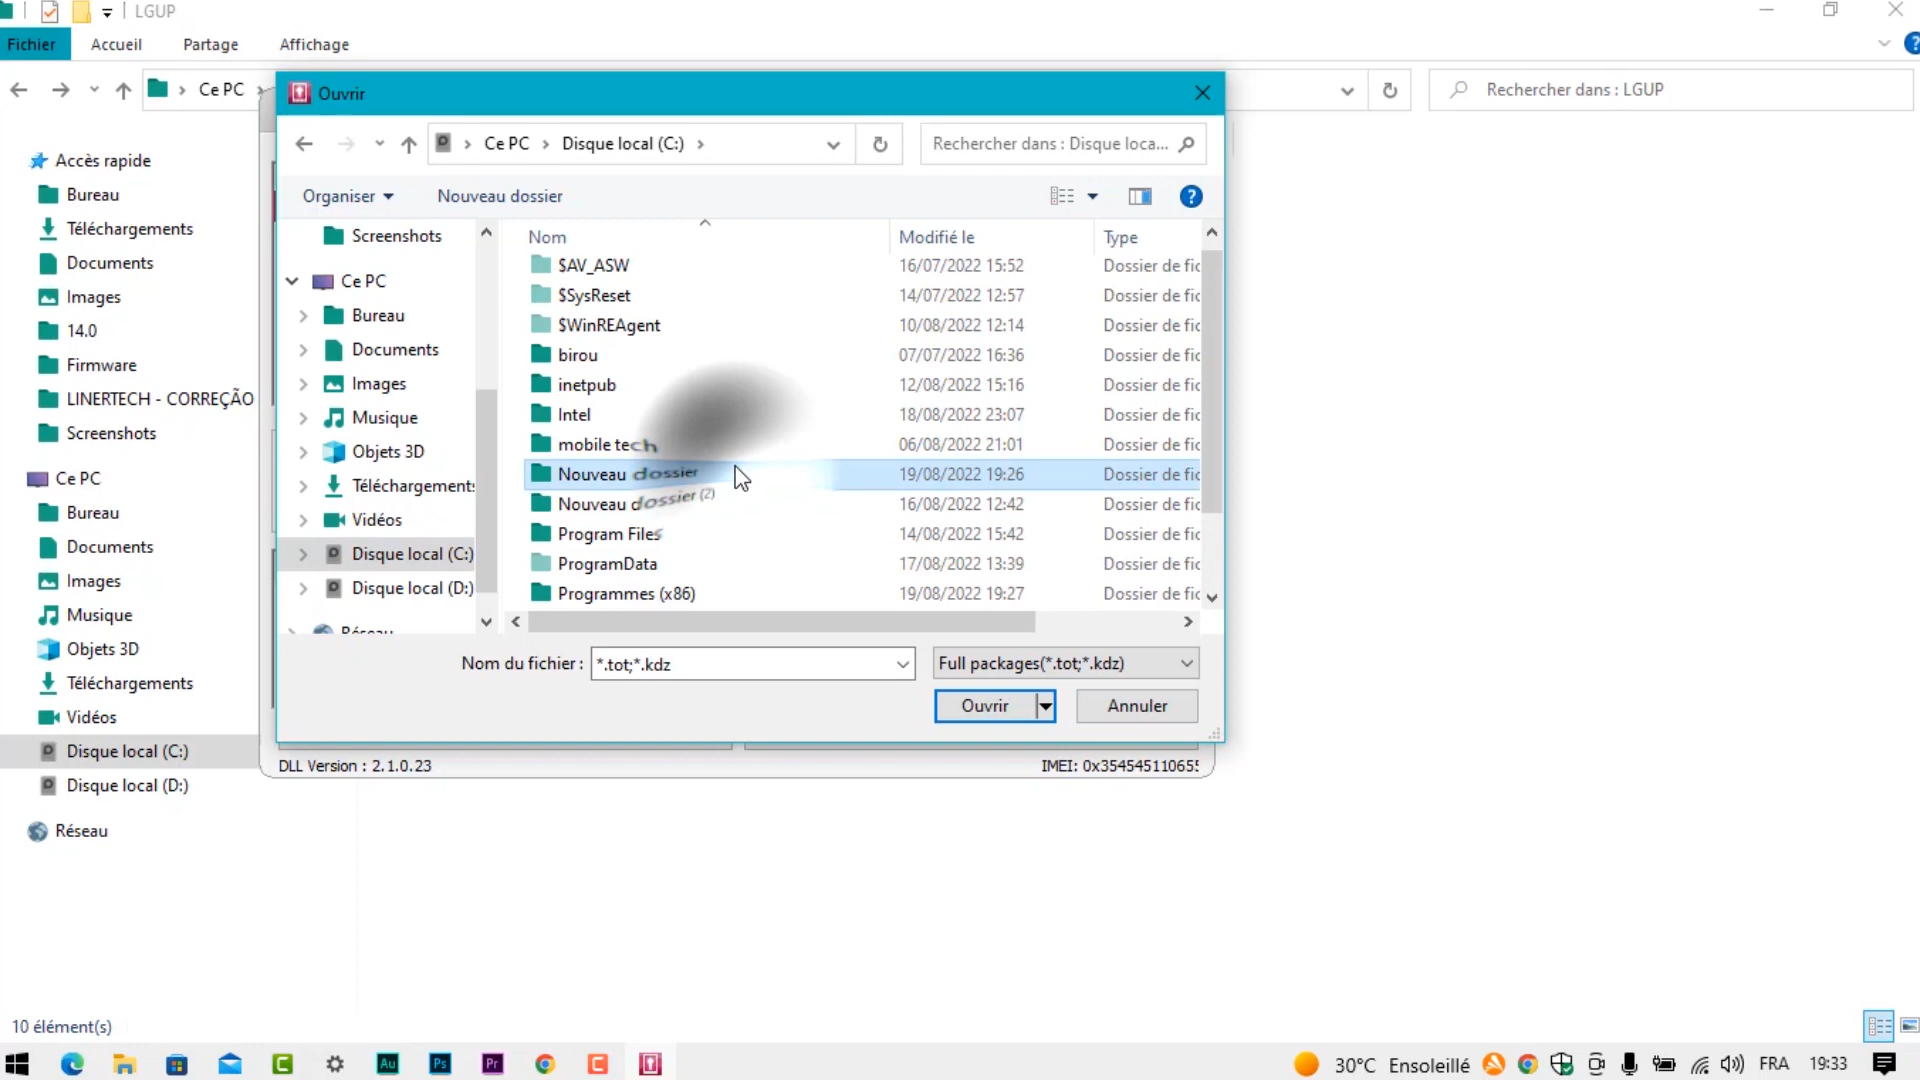 LGUP
Fichier Accueil Partage Affichage
Ce PC
Rechercher dans : LGUP
Accès rapide
Bureau
Téléchargements
Documents
Images
14.0
Firmware
LINERTECH - CORREÇÃO
Screenshots
Ce PC
Bureau
Documents
Images
Musique
Objets 3D
Téléchargements
Vidéos
Disque local (C:)
Disque local (D:)
Réseau
10 élément(s)
Ouvrir
Ce PC Disque local (C:)
Rechercher dans : Disque loca...
Organiser Nouveau dossier
Screenshots
Ce PC
Bureau
Documents
Images
Musique
Objets 3D
Téléchargements
Vidéos
Disque local (C:)
Disque local (D:)
Réseau
Nom Modifié le Type
$AV_ASW 16/07/2022 15:52 Dossier de fic
$SysReset 14/07/2022 12:57 Dossier de fic
$WinREAgent 10/08/2022 12:14 Dossier de fic
birou 07/07/2022 16:36 Dossier de fic
inetpub 12/08/2022 15:16 Dossier de fic
Intel 18/08/2022 23:07 Dossier de fic
mobile tech 06/08/2022 21:01 Dossier de fic
Nouveau dossier 19/08/2022 19:26 Dossier de fic
Nouveau dossier (2) 16/08/2022 12:42 Dossier de fic
Program Files 14/08/2022 15:42 Dossier de fic
ProgramData 17/08/2022 13:39 Dossier de fic
Programmes (x86) 19/08/2022 19:27 Dossier de fic
Nom du fichier : *.tot;*.kdz Full packages(*.tot;*.kdz)
Ouvrir Annuler
DLL Version : 2.1.0.23 IMEI: 0x354545110655
Au Ps Pr
30°C Ensoleillé FRA 19:33